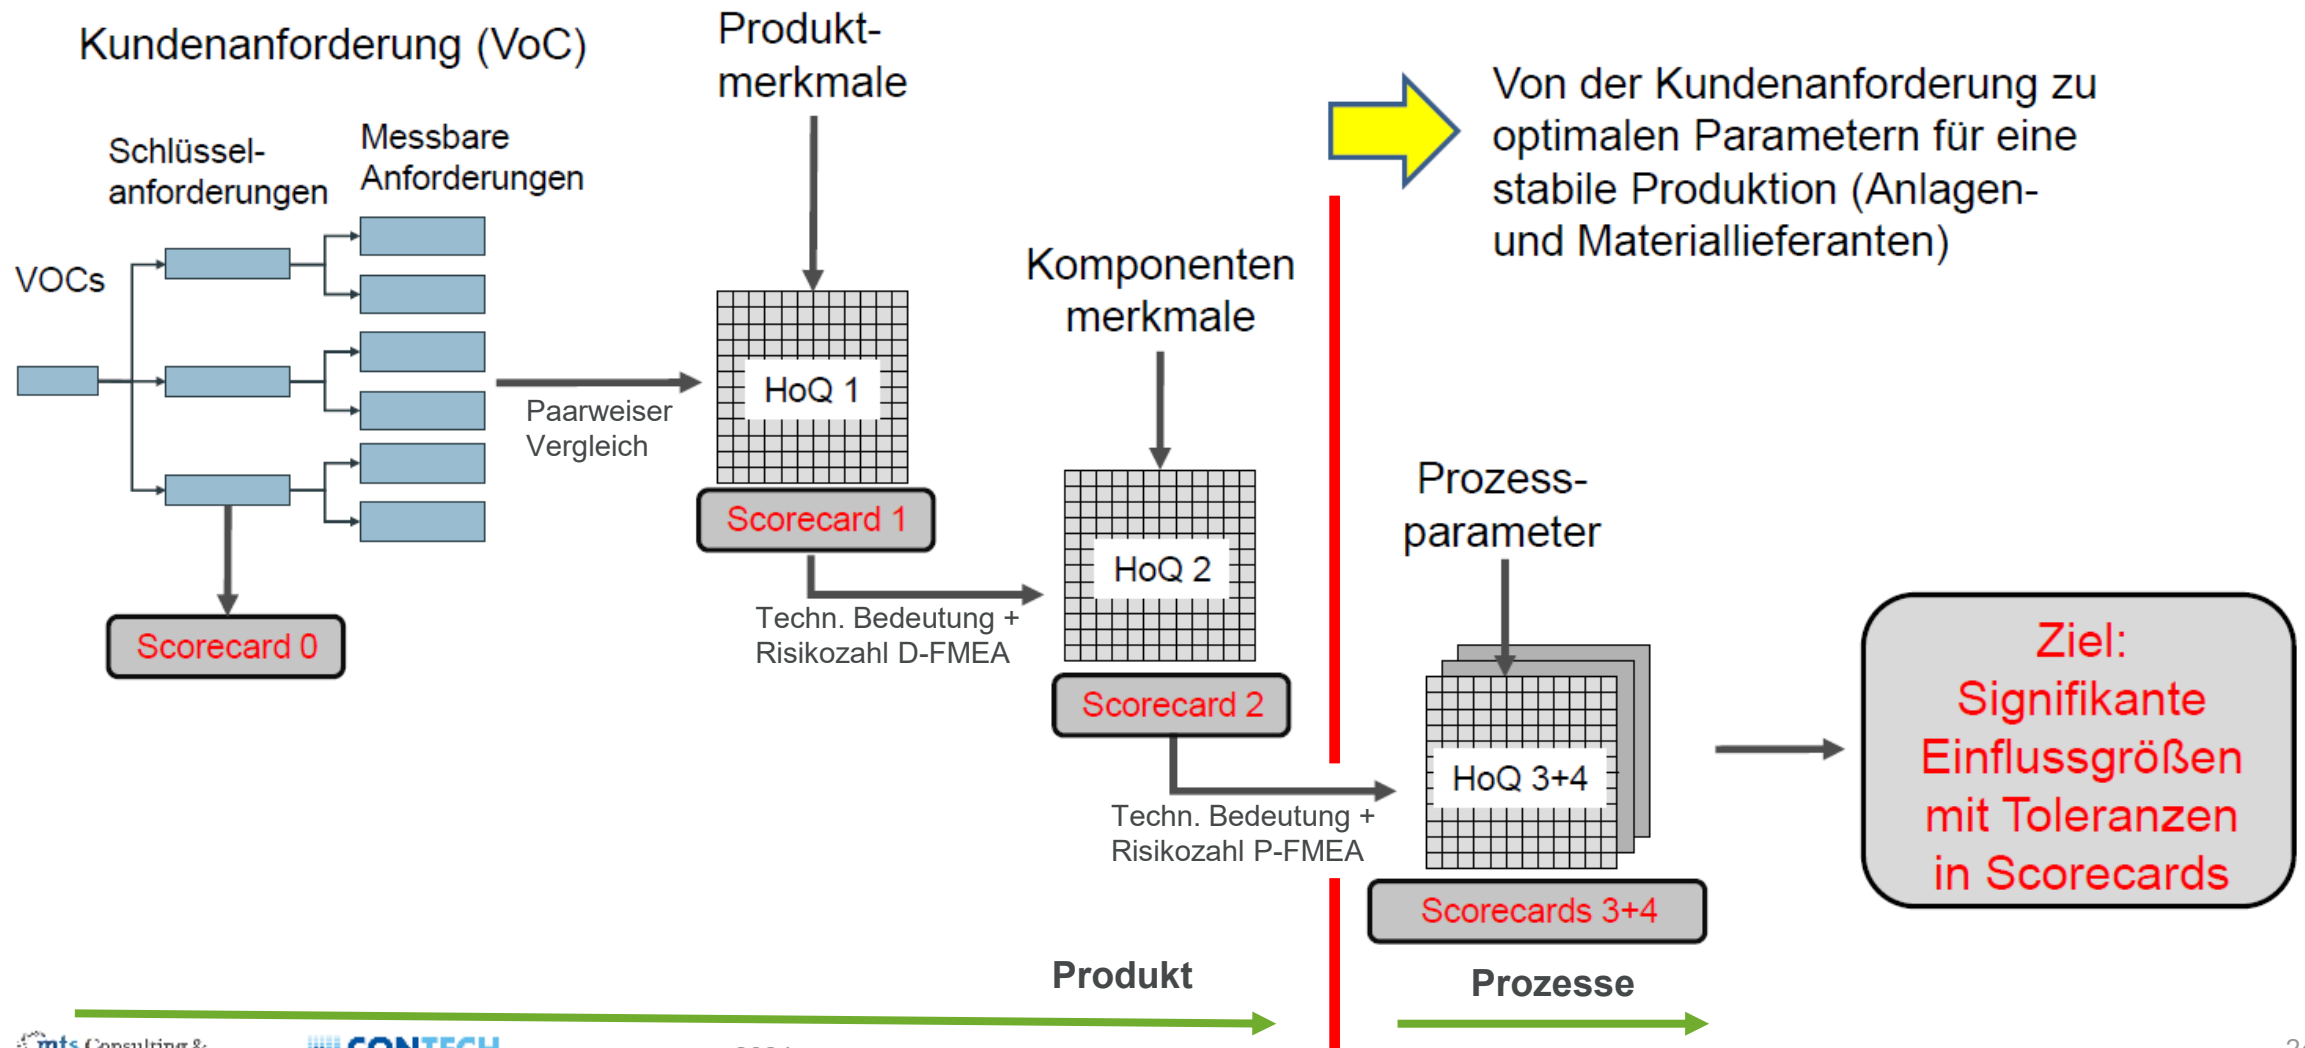 Kundenanforderung (VoC)
Produkt-
merkmale
Von der Kundenanforderung zu
optimalen Parametern für eine
stabile Produktion (Anlagen-
und Materiallieferanten)
Schlüssel-
anforderungen
Messbare
Anforderungen
VOCs
Komponenten
merkmale
Paarweiser
Vergleich
HoQ 1
Scorecard 1
Prozess-
parameter
HoQ 2
Techn. Bedeutung +
Risikozahl D-FMEA
Scorecard 0
Scorecard 2
Ziel:
Signifikante
Einflussgrößen
mit Toleranzen
in Scorecards
HoQ 3+4
Techn. Bedeutung +
Risikozahl P-FMEA
Scorecards 3+4
Produkt
Prozesse
mts Consulting &
CONTECH